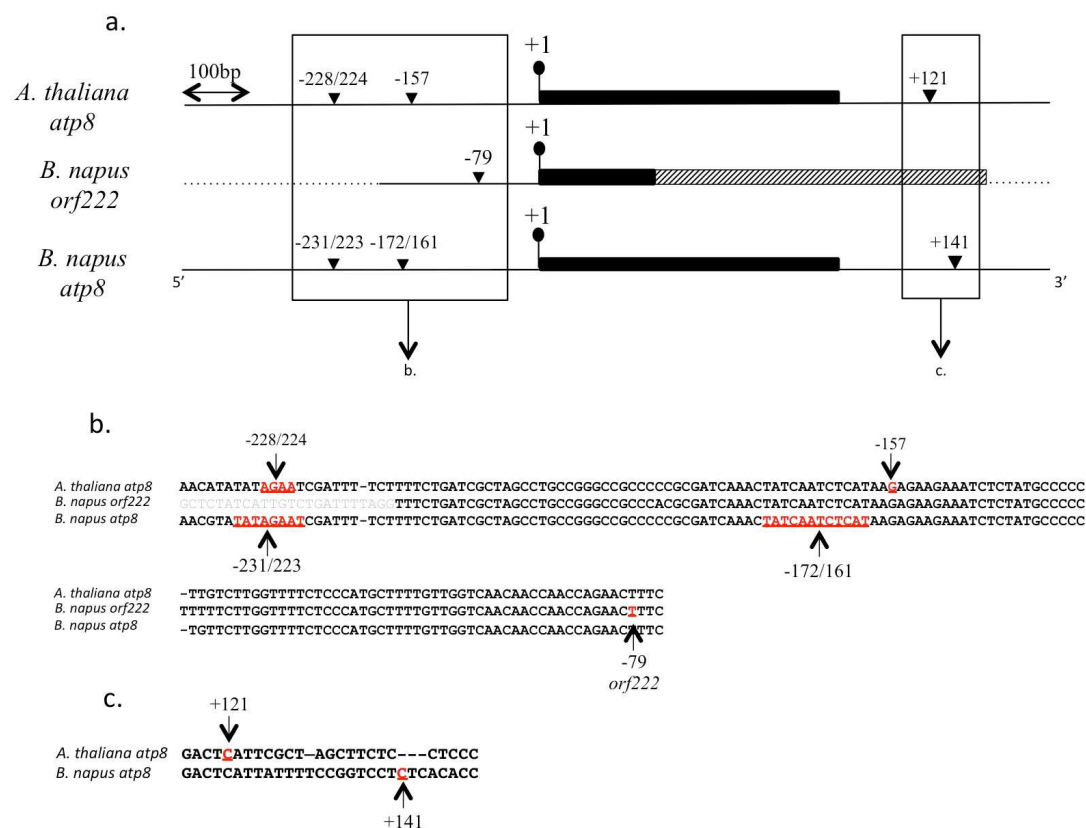 a.
100bp
-228/224
-157
+1
+121
A. thaliana
atp8
+1
-79
B. napus
orf222
+1
-231/223
-172/161
+141
B. napus
atp8
5′
3′
b.
c.
b.
-228/224
-157
A. thaliana atp8 AACATATATAGAATCGATTT-TCTTTTCTGATCGCTAGCCTGCCGGGCCGCCCCCGCGATCAAACTATCAATCTCATAAGAGAAGAAATCTCTATGCCCCC
B. napus orf222 GCTCTATCATTGTCTGATTTTAGGTTTCTGATCGCTAGCCTGCCGGGCCGCCCCCACGCGATCAAACTATCAATCTCATAAGAGAAGAAATCTCTATGCCCCC
B. napus atp8 AACGTATATAGAATCGATTT-TCTTTTCTGATCGCTAGCCTGCCGGGCCGCCCCCGCGATCAAACTATCAATCTCATAAGAGAAGAAATCTCTATGCCCCC
-231/223
-172/161
A. thaliana atp8 -TTGTCTTGGTTTTCTCCCATGCTTTTGTTGGTCAACAACCAACCAGAACTTTC
B. napus orf222 TTTTTCTTGGTTTTCTCCCATGCTTTTGTTGGTCAACAACCAACCAGAACTTTC
B. napus atp8 -TGTTCTTGGTTTTCTCCCATGCTTTTGTTGGTCAACAACCAACCAGAACTTTC
-79
orf222
c.
+121
A. thaliana atp8 GACTCATTCGCT-AGCTTCTC---CTCCC
B. napus atp8 GACTCATTATTTTCCGGTCCTCTCACACC
+141